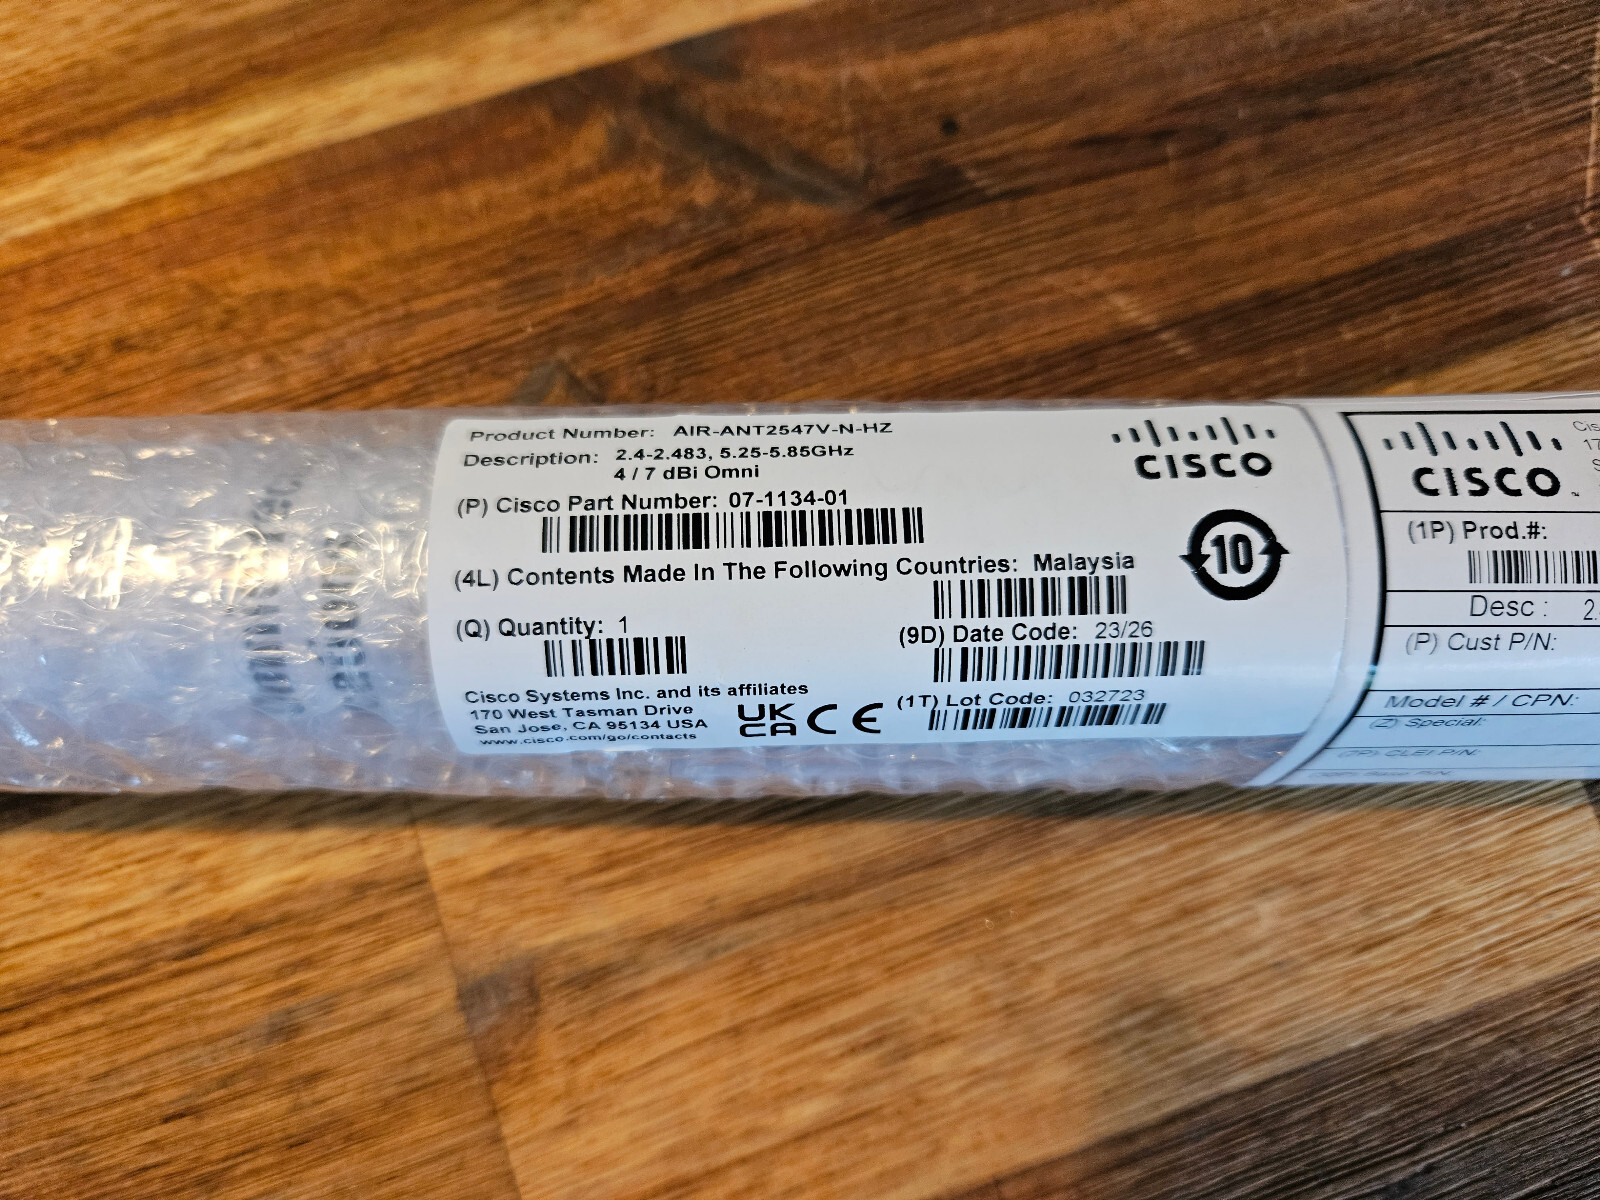 Product Number: AIR-ANT2547V-N-HZ
Description: 2.4-2.483, 5.25-5.85GHz
4 / 7 dBi Omni
(P) Cisco Part Number: 07-1134-01
(4L) Contents Made In The Following Countries: Malaysia
(Q) Quantity: 1
(9D) Date Code: 23/26
(1T) Lot Code: 032723
Cisco Systems Inc. and its affiliates
170 West Tasman Drive
San Jose, CA 95134 USA
www.cisco.com/go/contacts
UK
CA
CE
CISCO
10
CISCO
(1P) Prod.#:
Desc :
(P) Cust P/N:
Model # / CPN:
(Z) Special: